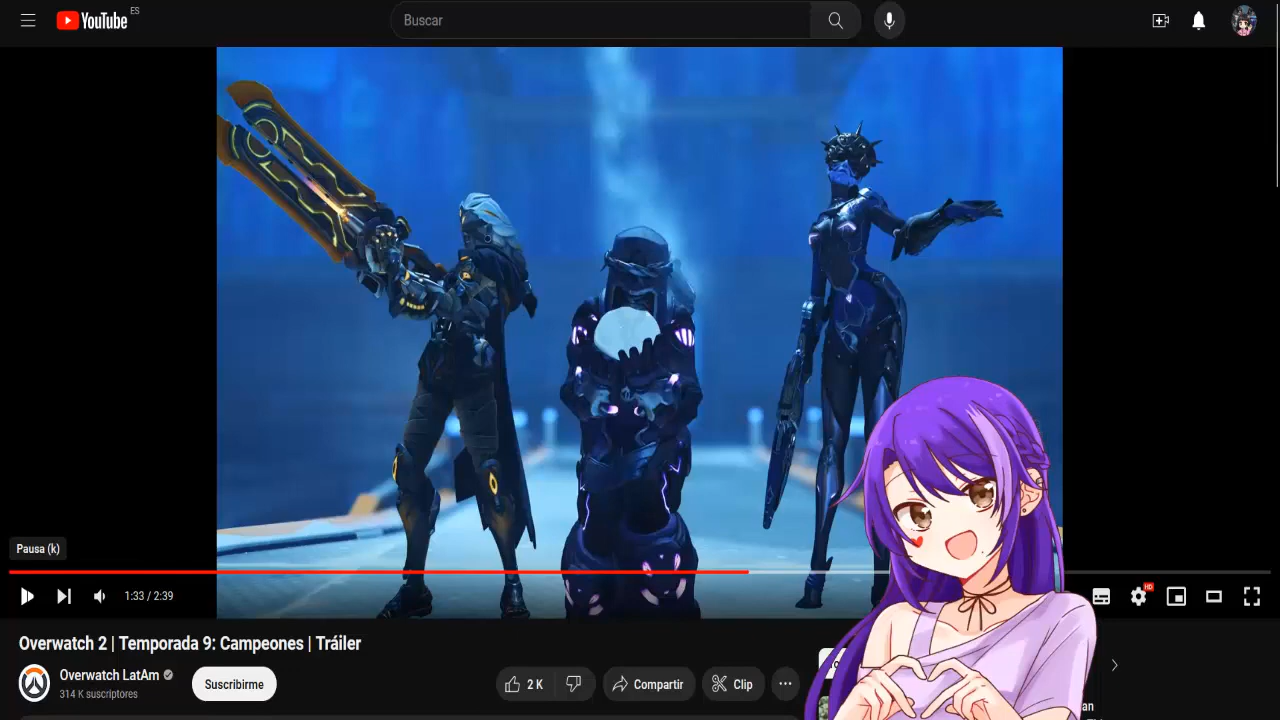 YouTube ES
Buscar
Pausa (k)
1:33 / 2:39
HD
Overwatch 2 | Temporada 9: Campeones | Tráiler
Overwatch LatAm
314 K suscriptores
Suscribirme
2 K
Compartir
Clip